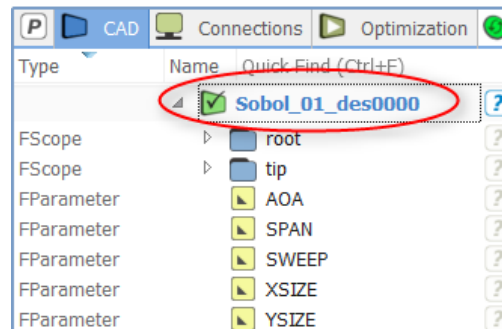 P CAD Connections Optimization
Type Name Quick Find (Ctrl+F)
Sobol_01_des0000 ?
FScope root ?
FScope tip ?
FParameter AOA ?
FParameter SPAN ?
FParameter SWEEP ?
FParameter XSIZE ?
FParameter YSIZE ?